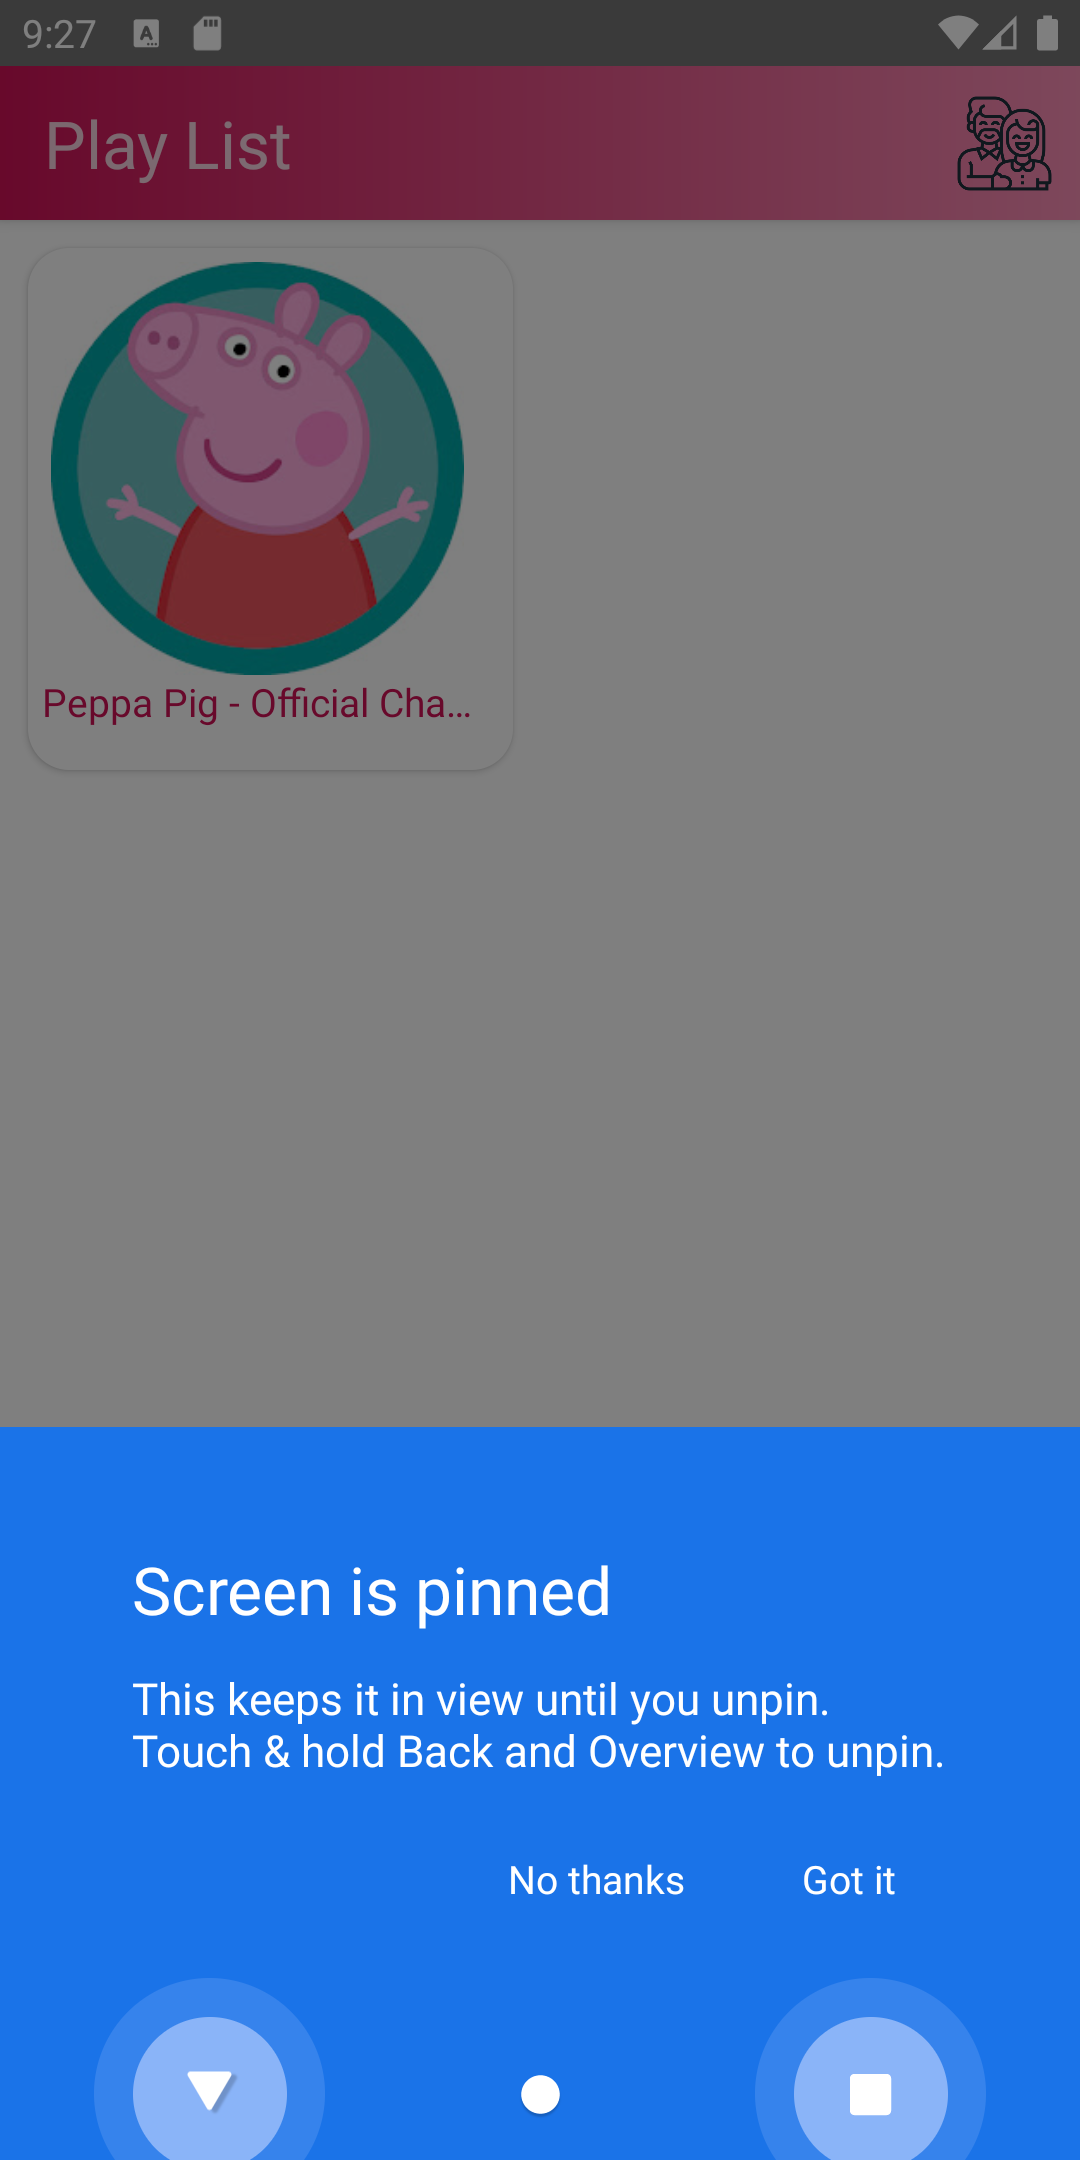 9:27
Play List
Peppa Pig - Official Cha...
Screen is pinned
This keeps it in view until you unpin.
Touch & hold Back and Overview to unpin.
No thanks
Got it